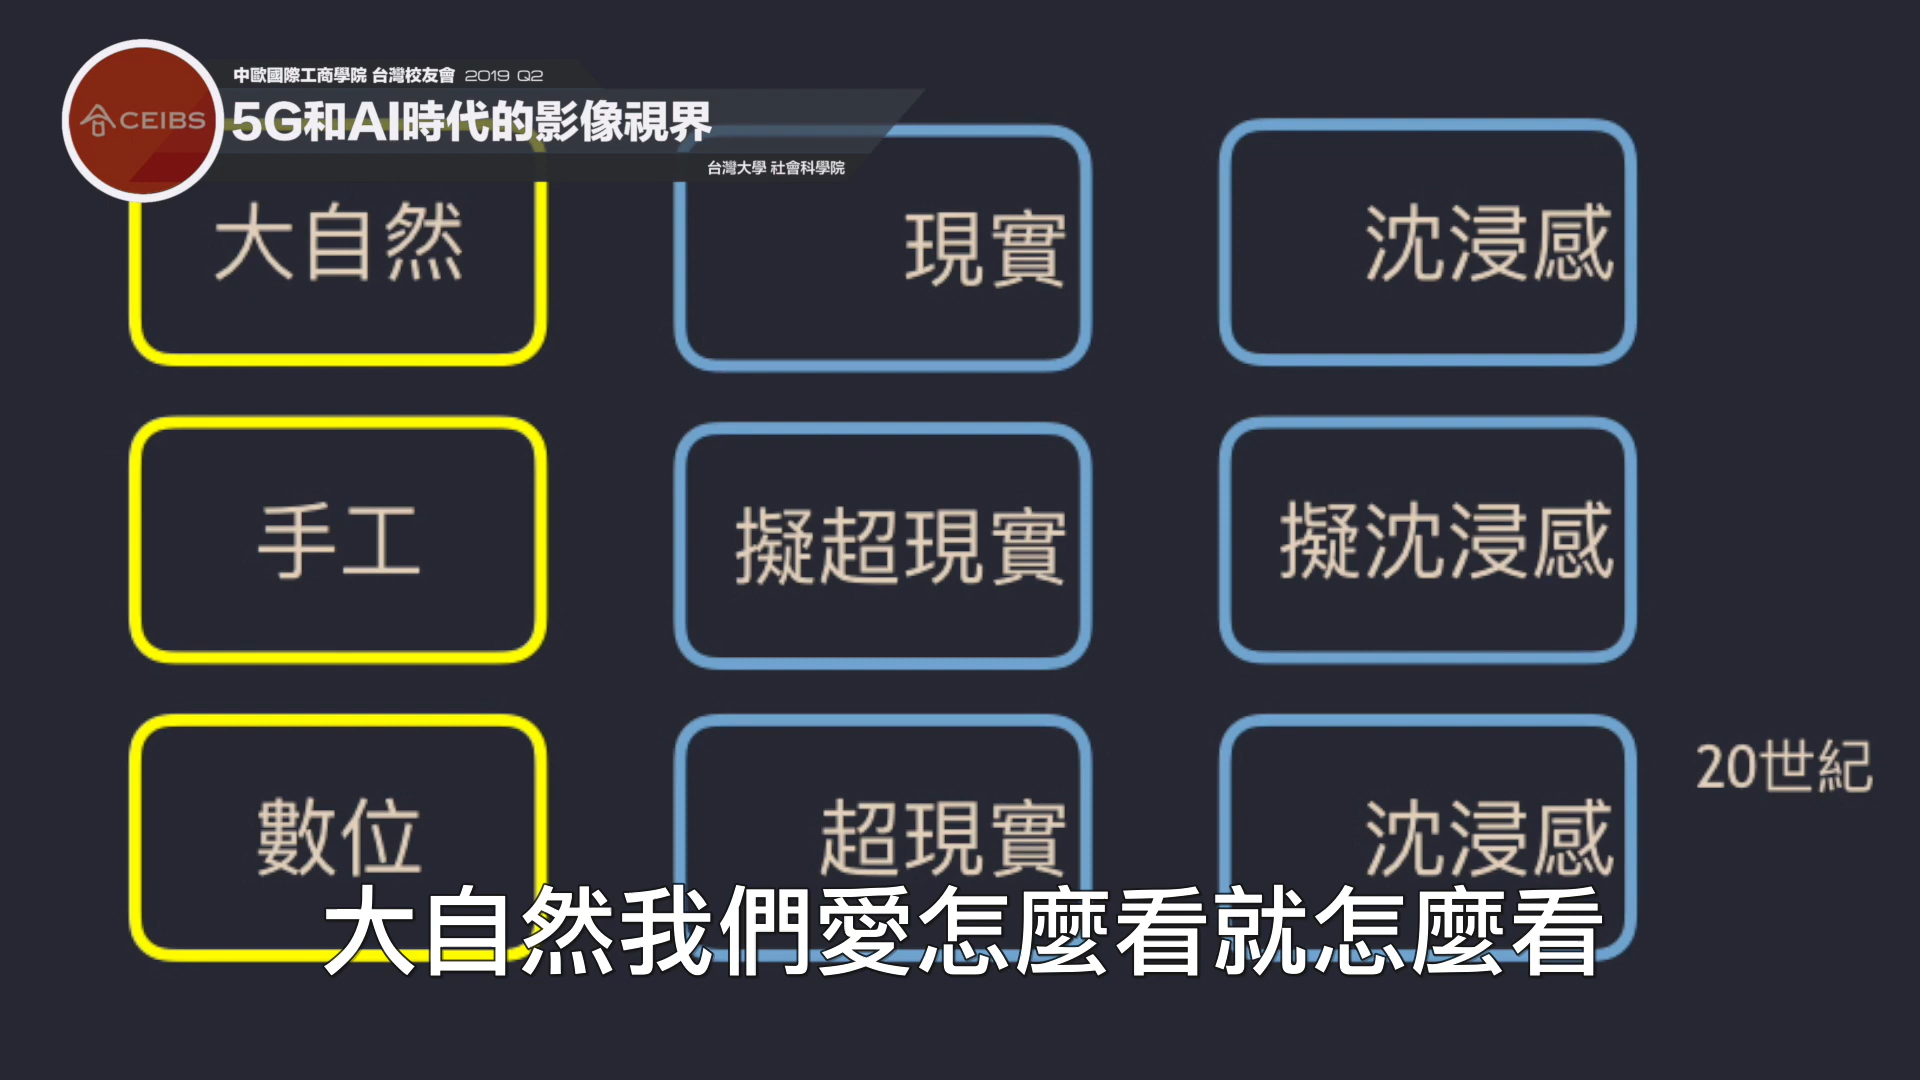 中歐國際工商學院 台灣校友會 2019 Q2
CEIBS
5G和AI時代的影像視界
台灣大學 社會科學院
大自然
現實
沈浸感
手工
擬超現實
擬沈浸感
20世紀
數位
超現實
沈浸感
大自然我們愛怎麼看就怎麼看